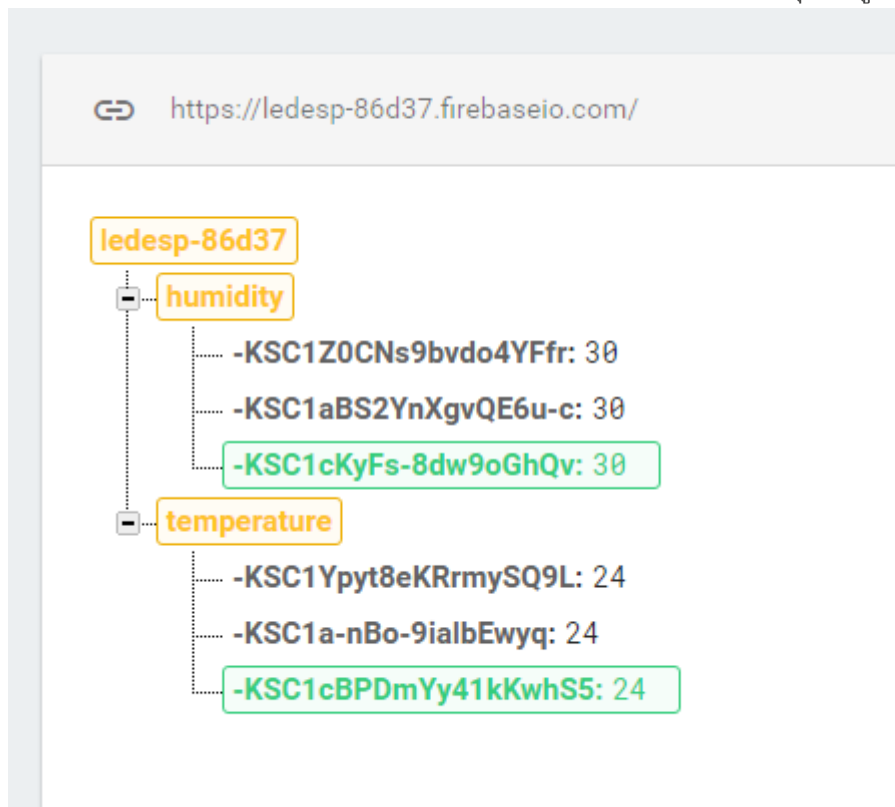 https://ledesp-86d37.firebaseio.com/
ledesp-86d37
humidity
-KSC1Z0CNs9bvdo4YFfr: 30
-KSC1aBS2YnXgvQE6u-c: 30
-KSC1cKyFs-8dw9oGhQv: 30
temperature
-KSC1Ypyt8eKRrmySQ9L: 24
-KSC1a-nBo-9ialbEwyq: 24
-KSC1cBPDmYy41kKwhS5: 24